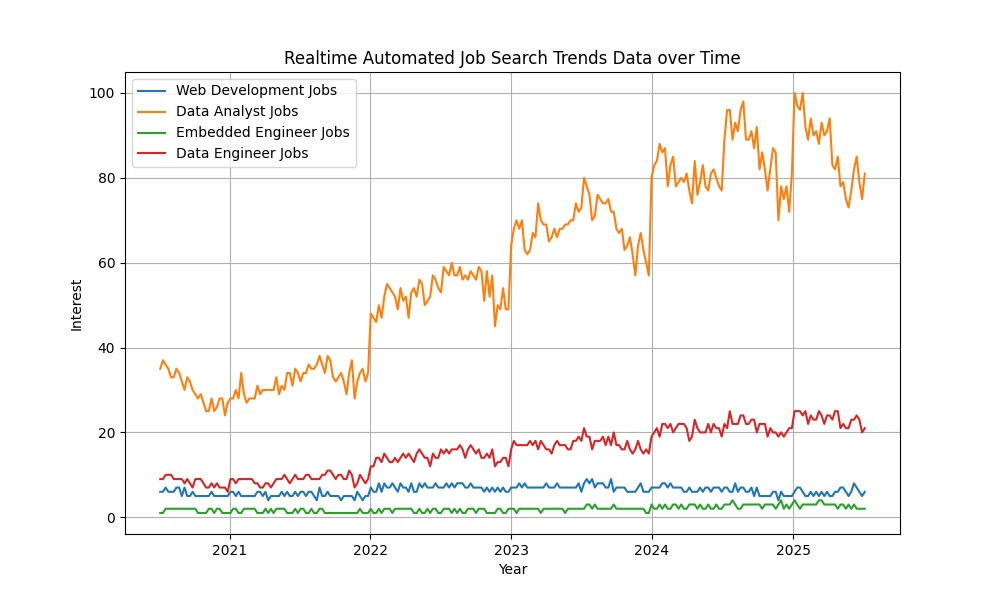 Realtime Automated Job Search Trends Data over Time
Web Development Jobs
Data Analyst Jobs
Embedded Engineer Jobs
Data Engineer Jobs
100
80
60
40
20
0
Interest
2021 2022 2023 2024 2025
Year